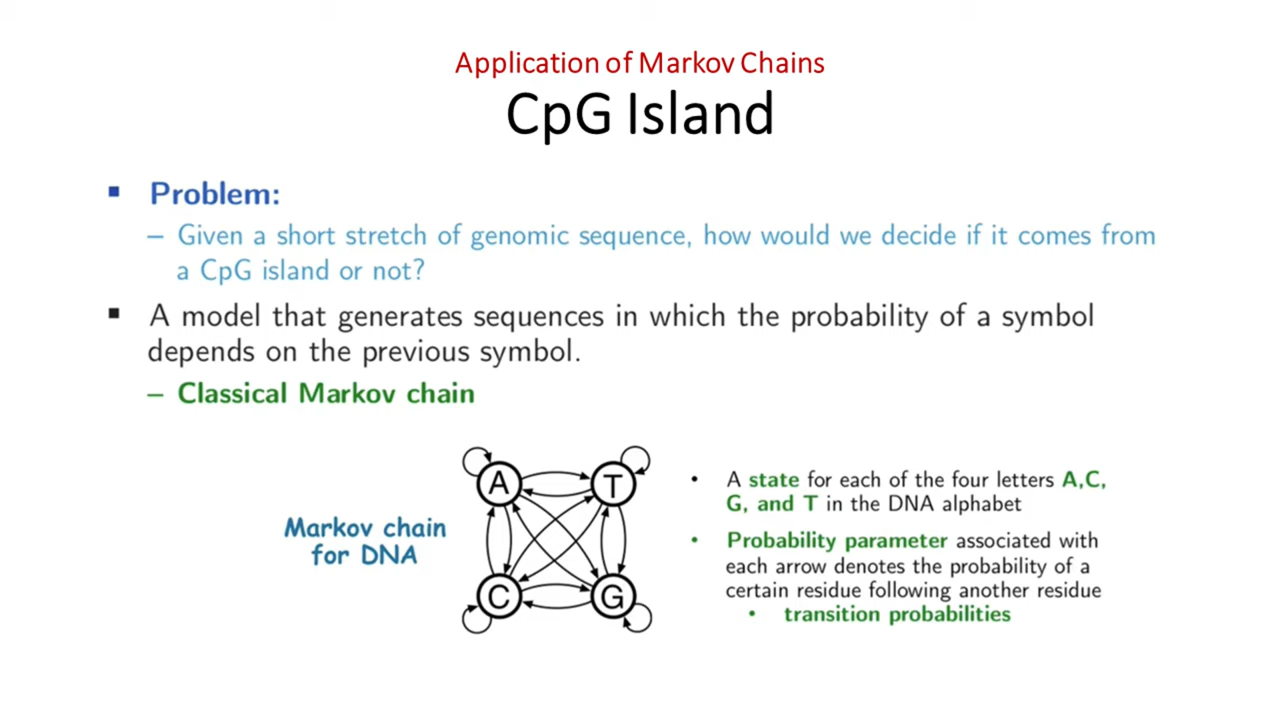 Application of Markov Chains
CpG Island
▪ Problem:
– Given a short stretch of genomic sequence, how would we decide if it comes from
a CpG island or not?
▪ A model that generates sequences in which the probability of a symbol
depends on the previous symbol.
– Classical Markov chain
Markov chain
for DNA
A T
C G
• A state for each of the four letters A,C,
G, and T in the DNA alphabet
• Probability parameter associated with
each arrow denotes the probability of a
certain residue following another residue
• transition probabilities